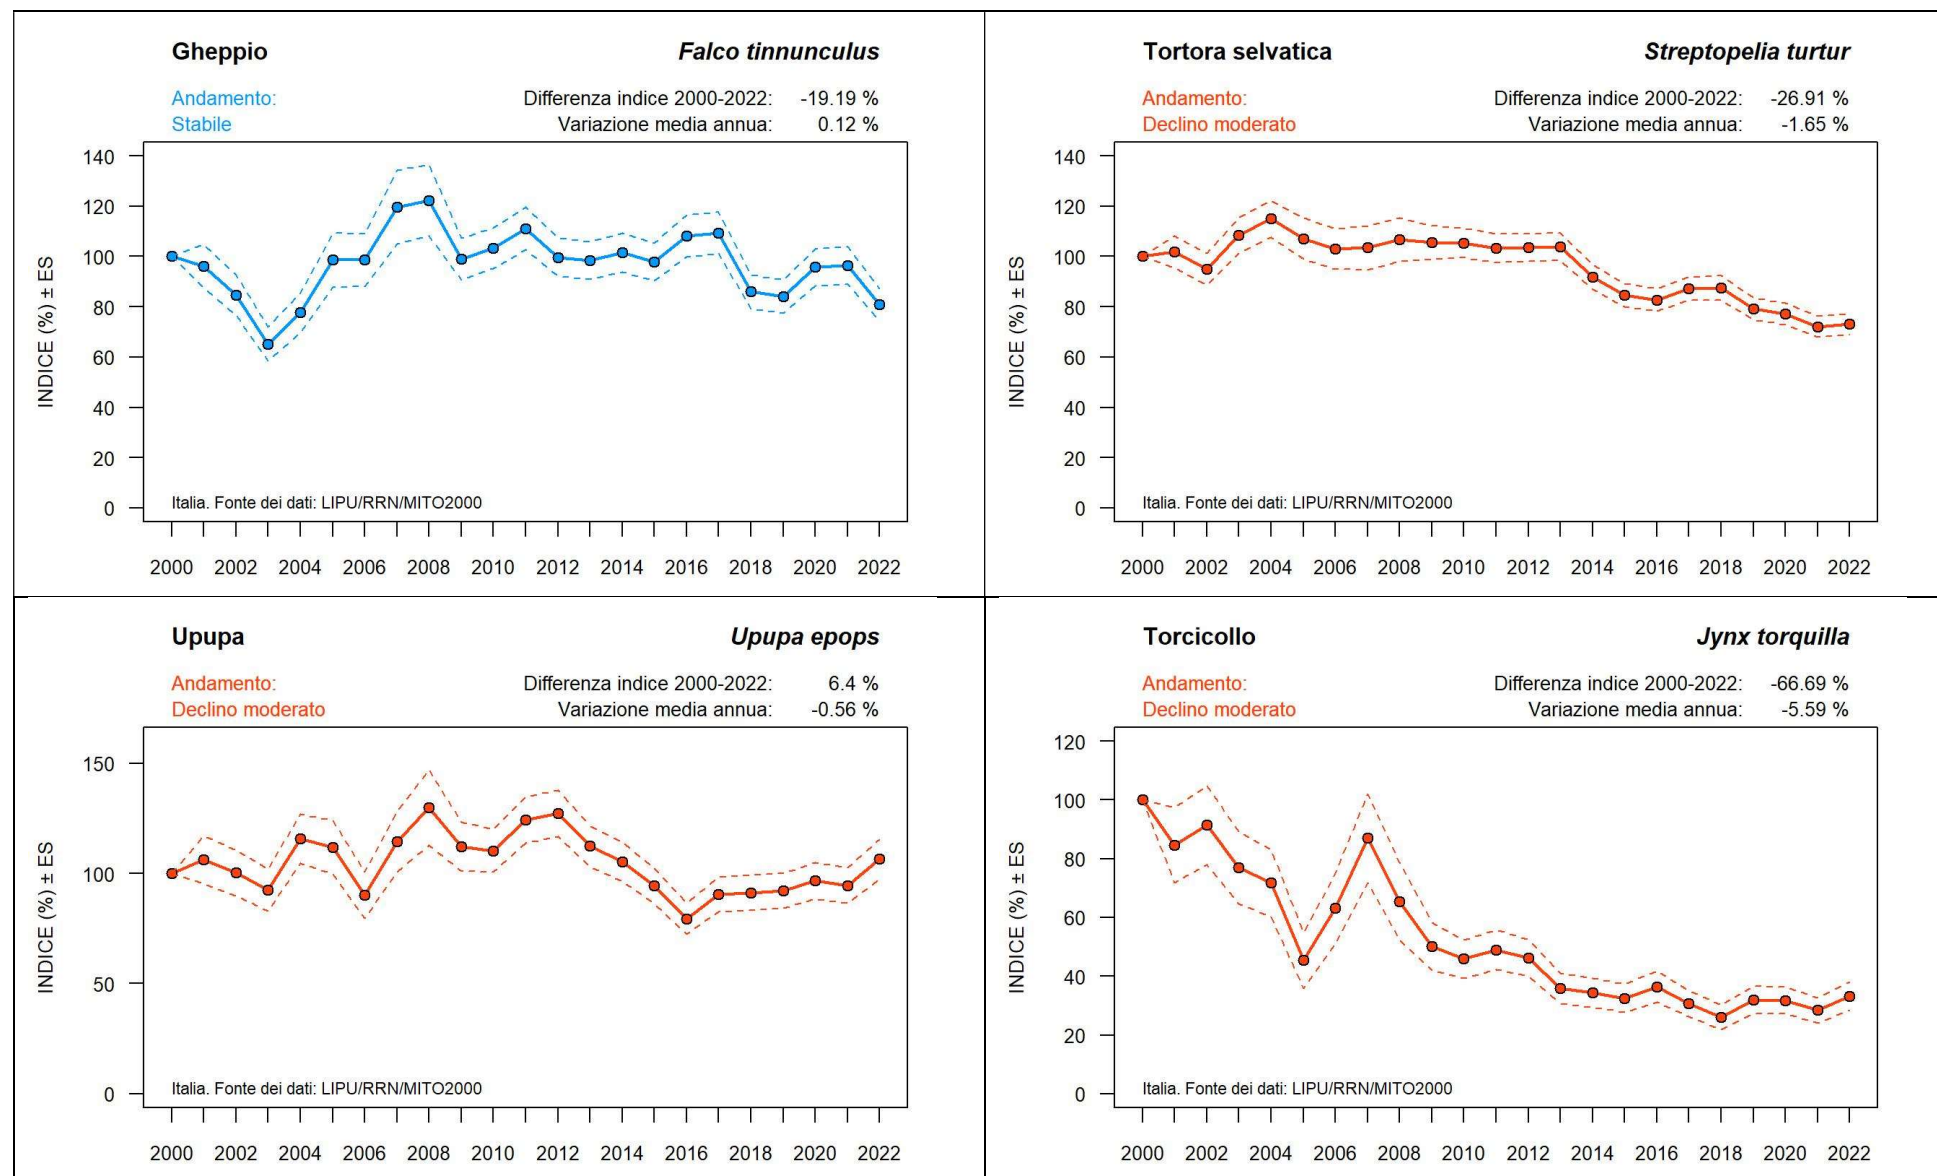 Gheppio Falco tinnunculus
Andamento: Differenza indice 2000-2022: -19.19 %
Stabile Variazione media annua: 0.12 %
140
120
100
80
60
40
20
0
INDICE (%) ± ES
Italia. Fonte dei dati: LIPU/RRN/MITO2000
2000 2002 2004 2006 2008 2010 2012 2014 2016 2018 2020 2022
Tortora selvatica Streptopelia turtur
Andamento: Differenza indice 2000-2022: -26.91 %
Declino moderato Variazione media annua: -1.65 %
140
120
100
80
60
40
20
0
INDICE (%) ± ES
Italia. Fonte dei dati: LIPU/RRN/MITO2000
2000 2002 2004 2006 2008 2010 2012 2014 2016 2018 2020 2022
Upupa Upupa epops
Andamento: Differenza indice 2000-2022: 6.4 %
Declino moderato Variazione media annua: -0.56 %
150
100
50
0
INDICE (%) ± ES
Italia. Fonte dei dati: LIPU/RRN/MITO2000
2000 2002 2004 2006 2008 2010 2012 2014 2016 2018 2020 2022
Torcicollo Jynx torquilla
Andamento: Differenza indice 2000-2022: -66.69 %
Declino moderato Variazione media annua: -5.59 %
120
100
80
60
40
20
0
INDICE (%) ± ES
Italia. Fonte dei dati: LIPU/RRN/MITO2000
2000 2002 2004 2006 2008 2010 2012 2014 2016 2018 2020 2022